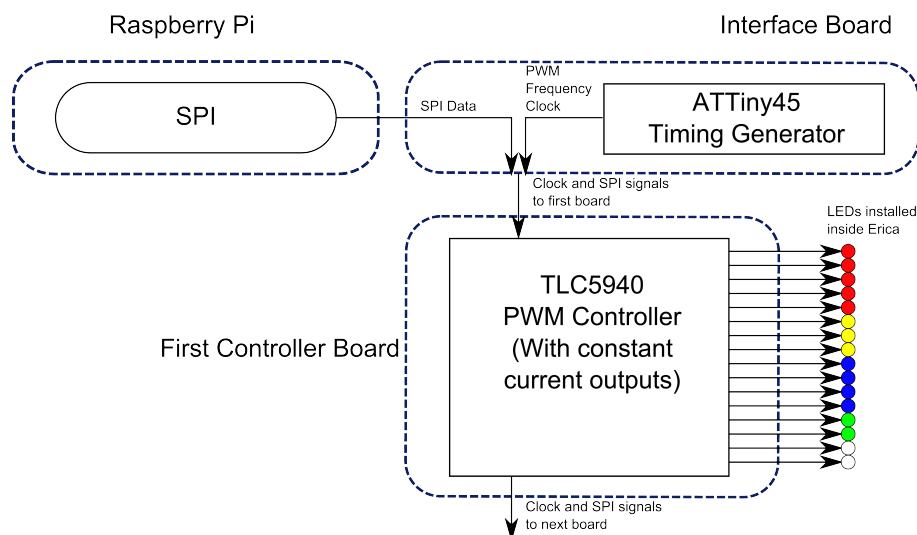 Raspberry Pi
Interface Board
SPI
SPI Data
PWM
Frequency
Clock
ATTiny45
Timing Generator
Clock and SPI signals
to first board
LEDs installed
inside Erica
First Controller Board
TLC5940
PWM Controller
(With constant
current outputs)
Clock and SPI signals
to next board